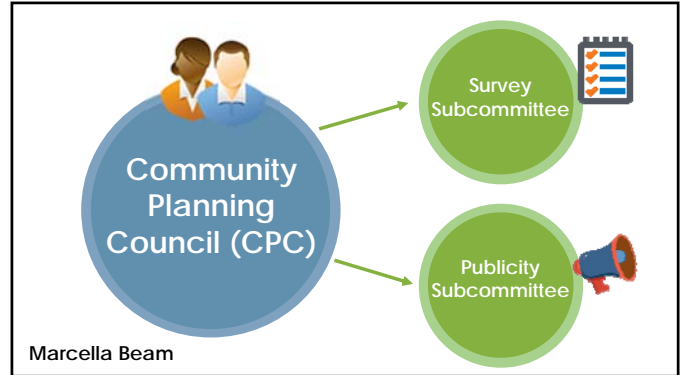 Community
Planning
Council (CPC)
Survey
Subcommittee
Publicity
Subcommittee
Marcella Beam